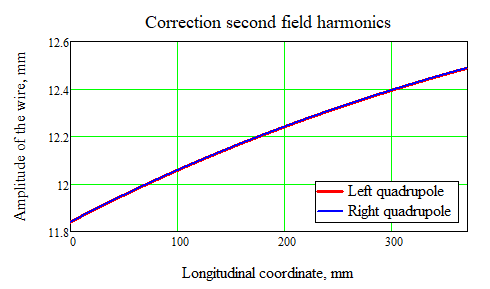 Correction second field harmonics
Amplitude of the wire, mm
12.6
12.4
12.2
12
11.8
0
100
200
300
Left quadrupole
Right quadrupole
Longitudinal coordinate, mm